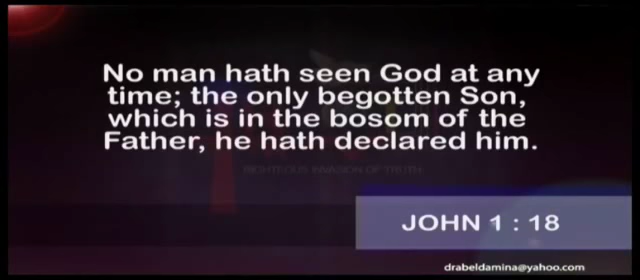 No man hath seen God at any
time; the only begotten Son,
which is in the bosom of the
Father, he hath declared him.
RIGHTEOUS INVASION OF TRUTH
JOHN 1 : 18
drabeldamina@yahoo.com